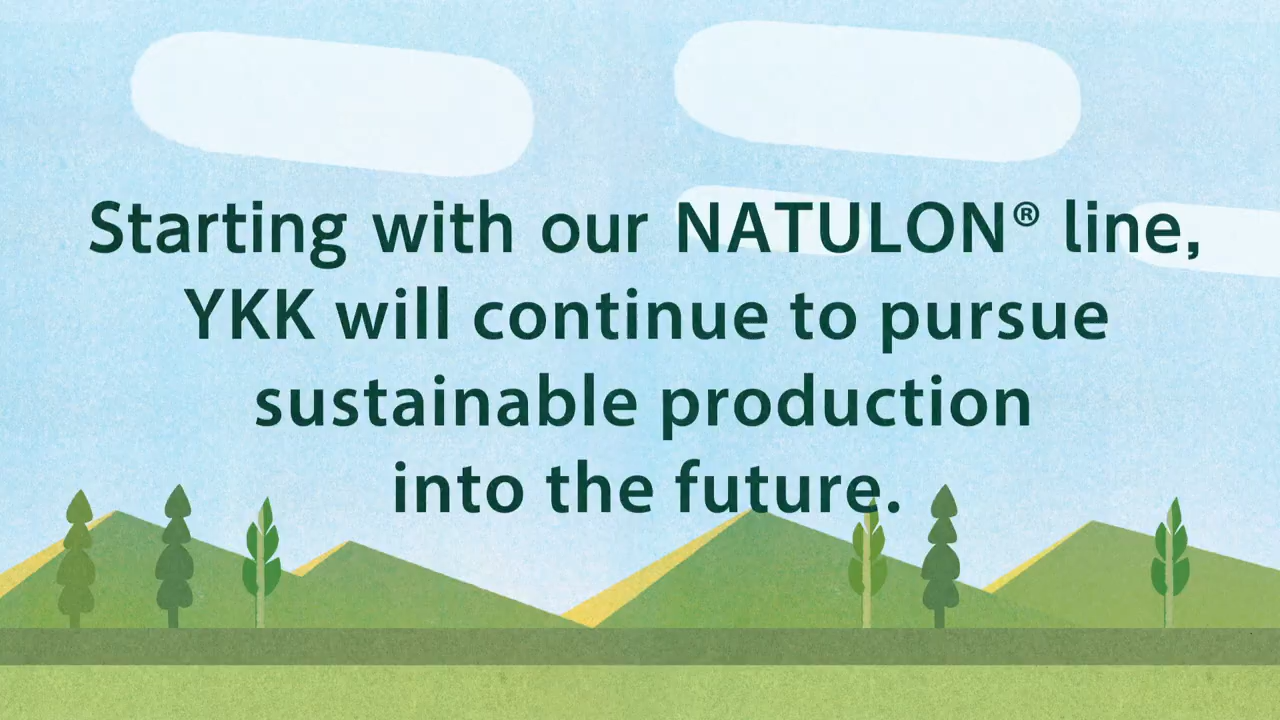 Starting with our NATULON® line,
YKK will continue to pursue
sustainable production
into the future.